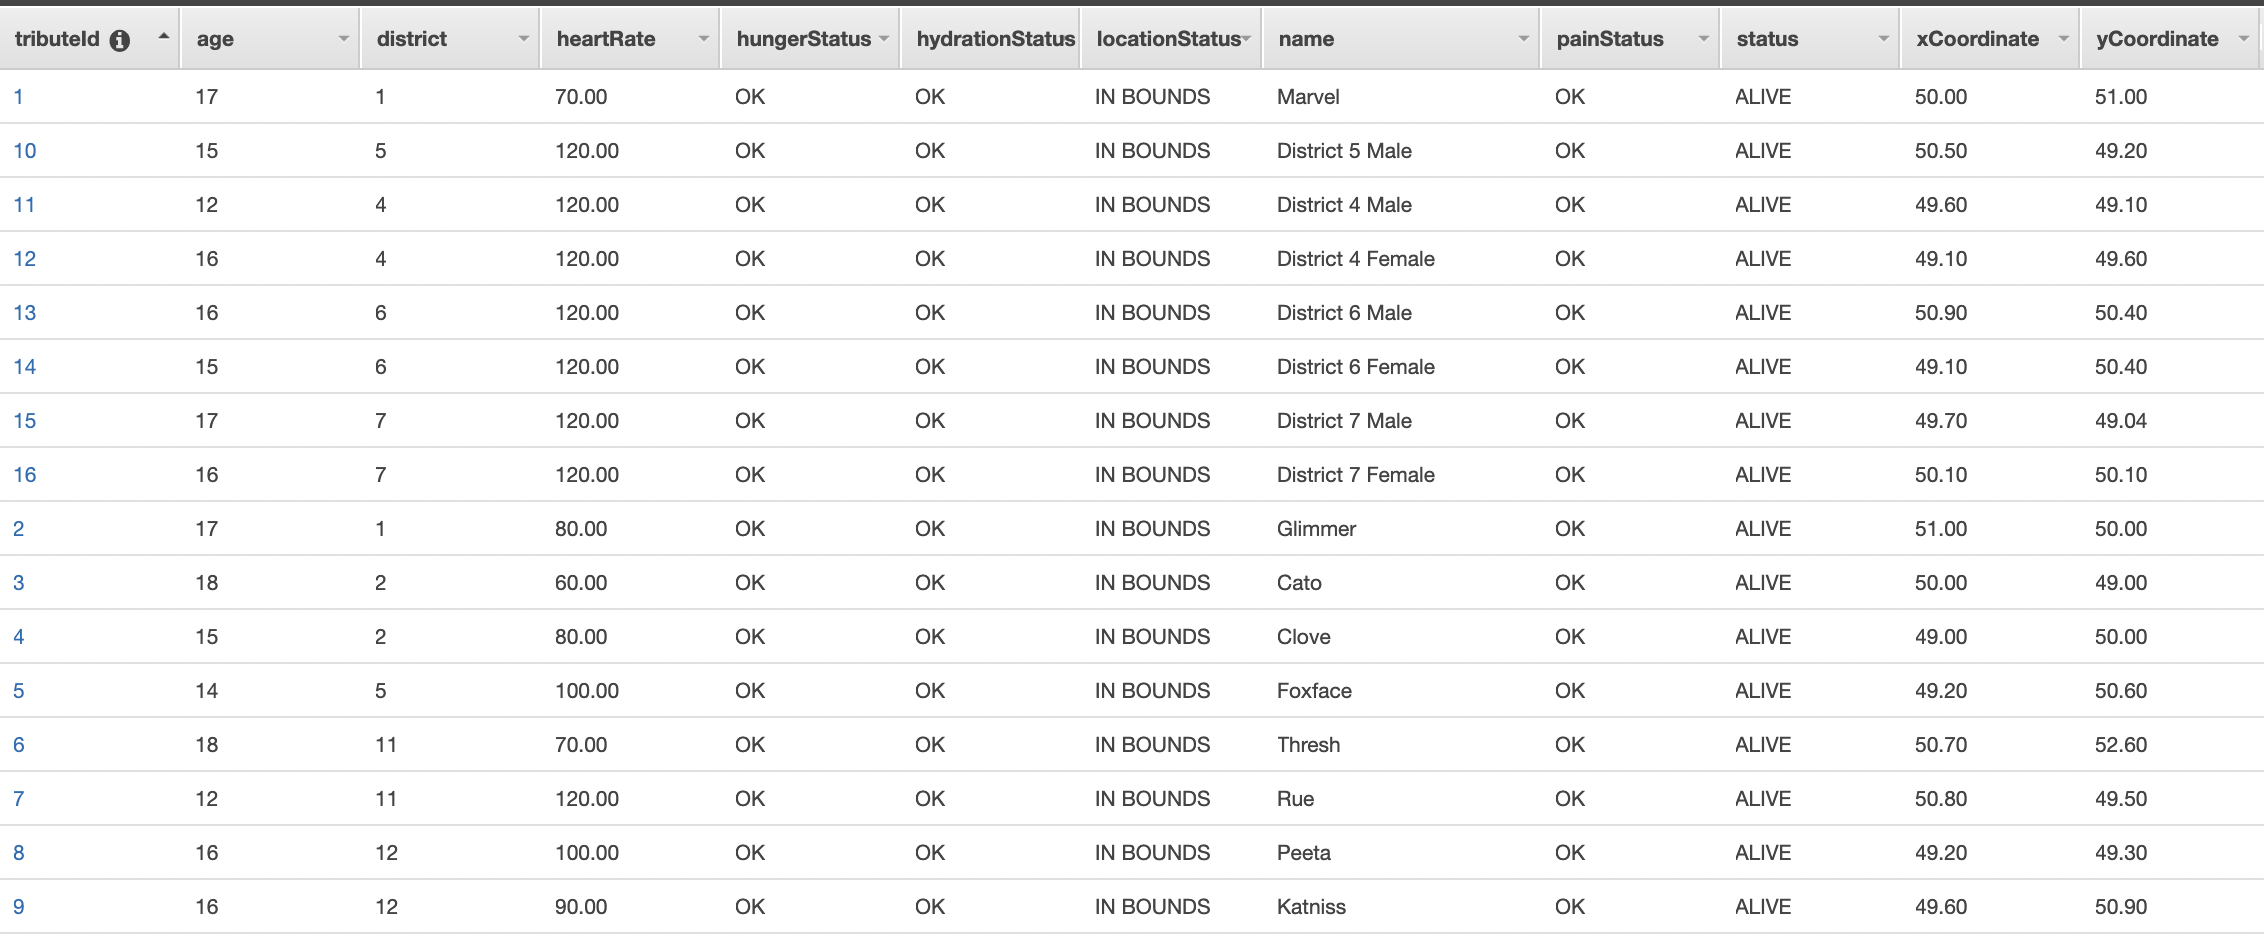 tributeId age district heartRate hungerStatus hydrationStatus locationStatus name painStatus status xCoordinate yCoordinate
1 17 1 70.00 OK OK IN BOUNDS Marvel OK ALIVE 50.00 51.00
10 15 5 120.00 OK OK IN BOUNDS District 5 Male OK ALIVE 50.50 49.20
11 12 4 120.00 OK OK IN BOUNDS District 4 Male OK ALIVE 49.60 49.10
12 16 4 120.00 OK OK IN BOUNDS District 4 Female OK ALIVE 49.10 49.60
13 16 6 120.00 OK OK IN BOUNDS District 6 Male OK ALIVE 50.90 50.40
14 15 6 120.00 OK OK IN BOUNDS District 6 Female OK ALIVE 49.10 50.40
15 17 7 120.00 OK OK IN BOUNDS District 7 Male OK ALIVE 49.70 49.04
16 16 7 120.00 OK OK IN BOUNDS District 7 Female OK ALIVE 50.10 50.10
2 17 1 80.00 OK OK IN BOUNDS Glimmer OK ALIVE 51.00 50.00
3 18 2 60.00 OK OK IN BOUNDS Cato OK ALIVE 50.00 49.00
4 15 2 80.00 OK OK IN BOUNDS Clove OK ALIVE 49.00 50.00
5 14 5 100.00 OK OK IN BOUNDS Foxface OK ALIVE 49.20 50.60
6 18 11 70.00 OK OK IN BOUNDS Thresh OK ALIVE 50.70 52.60
7 12 11 120.00 OK OK IN BOUNDS Rue OK ALIVE 50.80 49.50
8 16 12 100.00 OK OK IN BOUNDS Peeta OK ALIVE 49.20 49.30
9 16 12 90.00 OK OK IN BOUNDS Katniss OK ALIVE 49.60 50.90